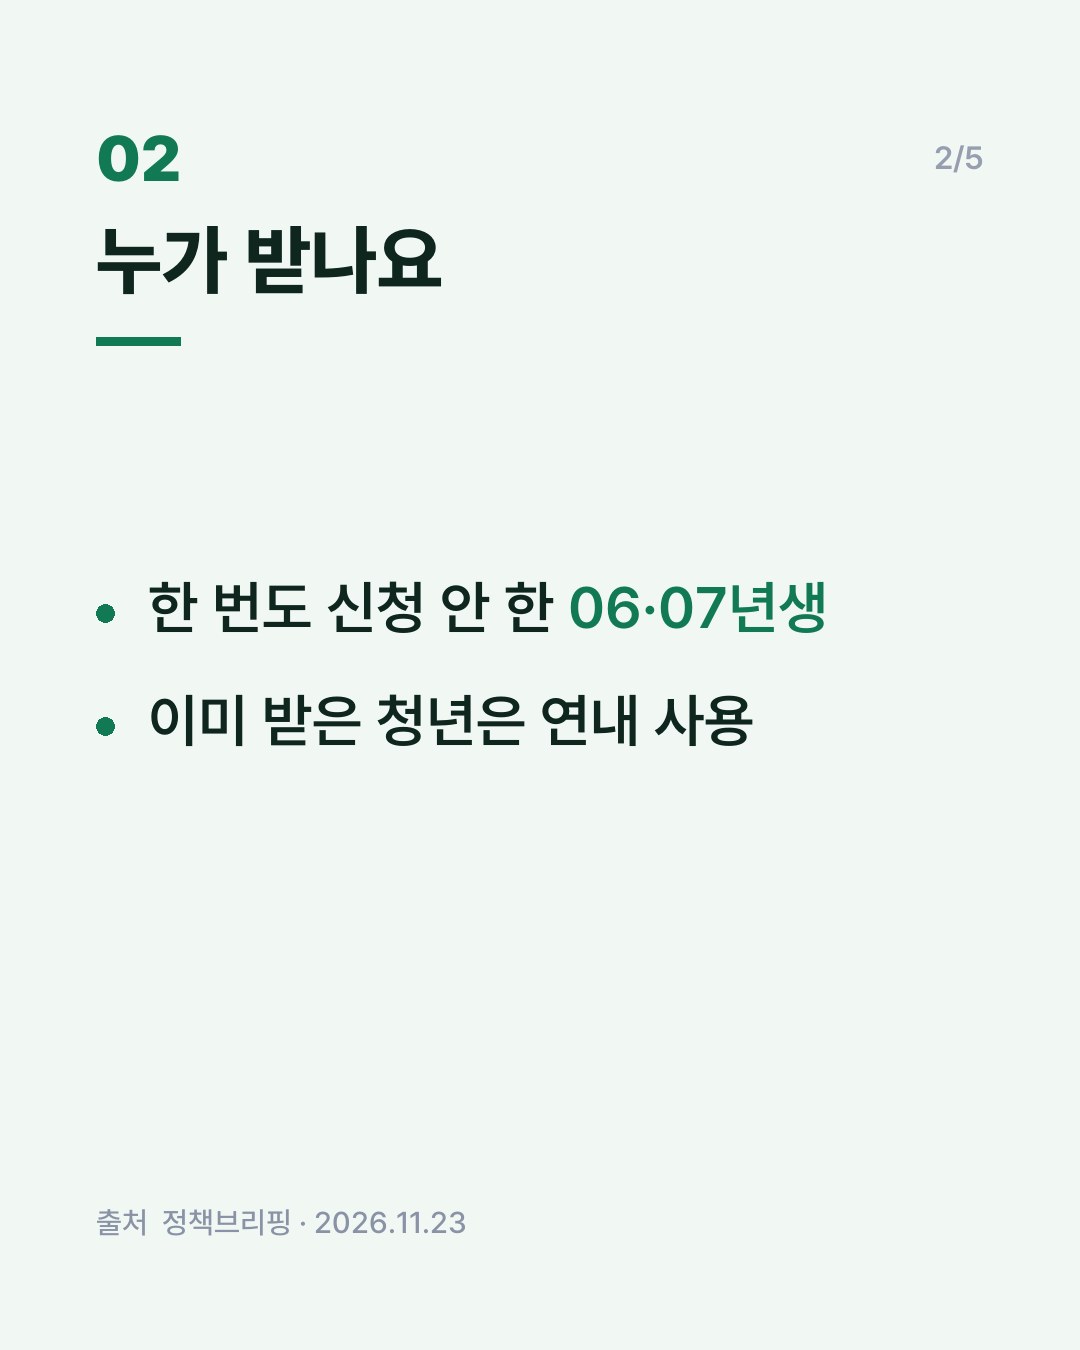 02
2/5
누가 받나요
• 한 번도 신청 안 한 06·07년생
• 이미 받은 청년은 연내 사용
출처 정책브리핑 · 2026.11.23